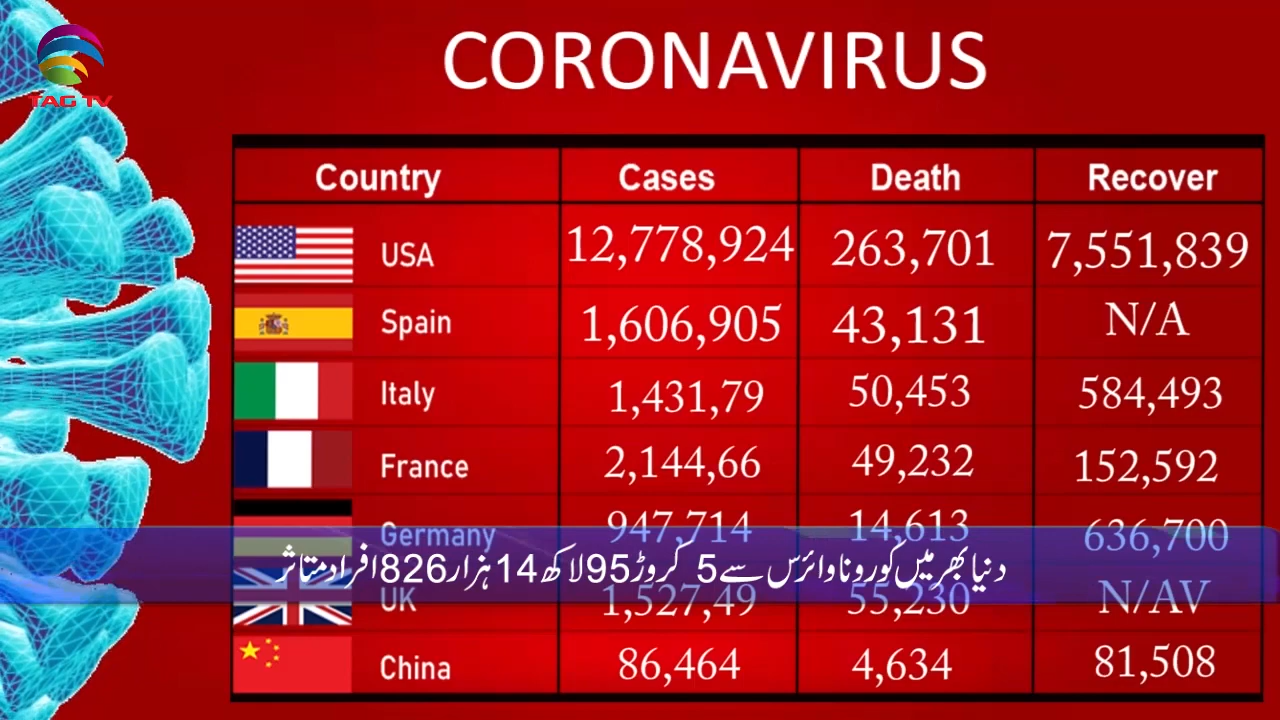 TAG TV
CORONAVIRUS
Country Cases Death Recover
USA 12,778,924 263,701 7,551,839
Spain 1,606,905 43,131 N/A
Italy 1,431,79 50,453 584,493
France 2,144,66 49,232 152,592
Germany 947,714 14,613 636,700
دنیا بھر میں کورونا وائرس سے 5 کروڑ 95 لاکھ 14 ہزار 826 افراد متاثر
UK 1,527,49 55,230 N/AV
China 86,464 4,634 81,508